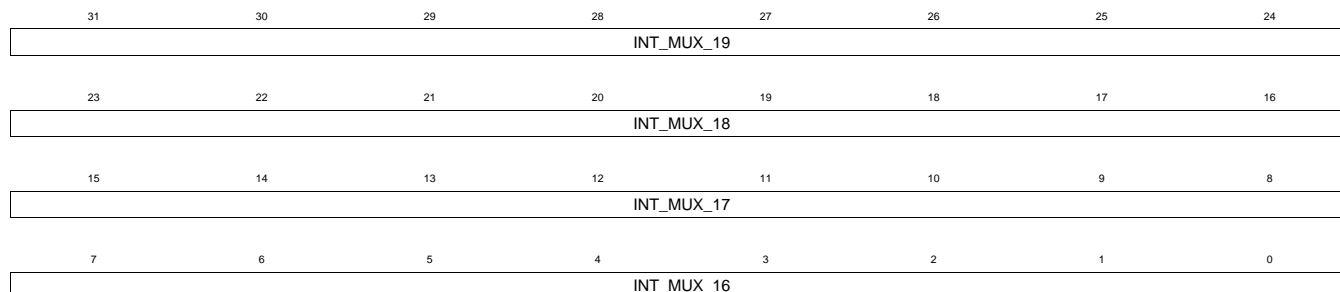 31 30 29 28 27 26 25 24
INT_MUX_19
23 22 21 20 19 18 17 16
INT_MUX_18
15 14 13 12 11 10 9 8
INT_MUX_17
7 6 5 4 3 2 1 0
INT_MUX_16